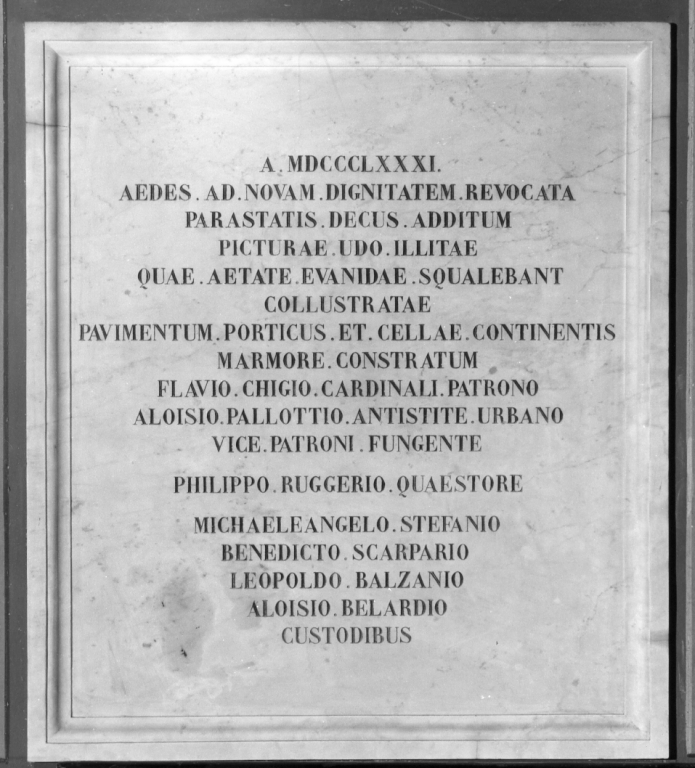 A. MDCCCLXXXI.
AEDES. AD. NOVAM. DIGNITATEM. REVOCATA
PARASTATIS. DECUS. ADDITUM
PICTURAE. UDO. ILLITAE
QUAE. AETATE. EVANIDAE. SQUALEBANT
COLLUSTRATAE
PAVIMENTUM. PORTICUS. ET. CELLAE. CONTINENTIS
MARMORE. CONSTRATUM
FLAVIO. CHIGIO. CARDINALI. PATRONO
ALOISIO. PALLOTTIO. ANTISTITE. URBANO
VICE. PATRONI. FUNGENTE
PHILIPPO. RUGGERIO. QUAESTORE
MICHAELEANGELO. STEFANIO
BENEDICTO. SCARPARIO
LEOPOLDO. BALZANIO
ALOISIO. BELARDIO
CUSTODIBUS